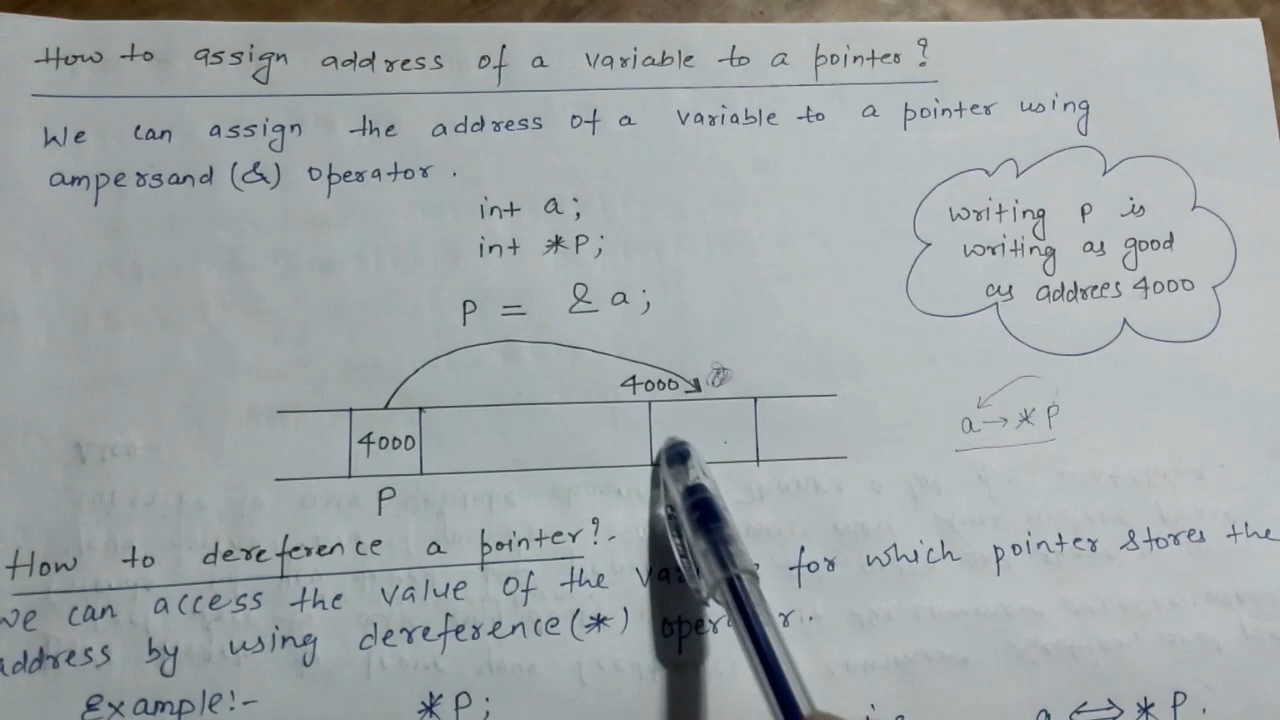 How to assign address of a variable to a pointer?
We can assign the address of a variable to a pointer using
ampersand (&) operator.
int a;
int *P;
P = &a;
writing P is
writing as good
as addrees 4000
4000
4000
P
a→*P
How to dereference a pointer?-
we can access the value of the for which pointer stores the
address by using dereference(*)
Example:- *P; a ⇔ *P.